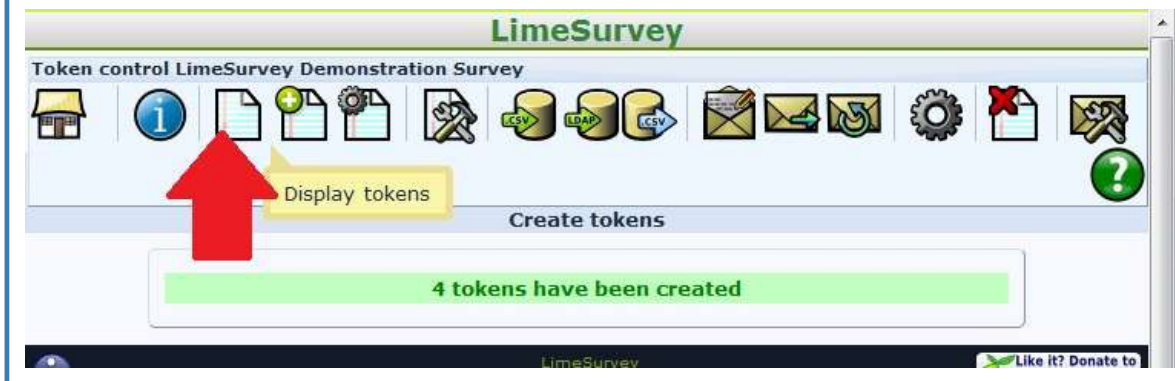 LimeSurvey
Token control LimeSurvey Demonstration Survey
CSV LDAP CSV
Display tokens
?
Create tokens
4 tokens have been created
LimeSurvey
Like it? Donate to